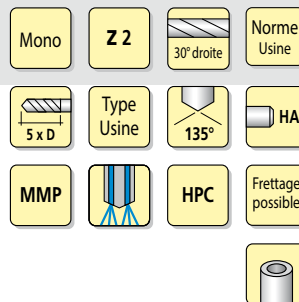 Mono
Z 2
30° droite
Norme
Usine
5 x D
Type
Usine
135°
HA
MMP
HPC
Frettage
possible